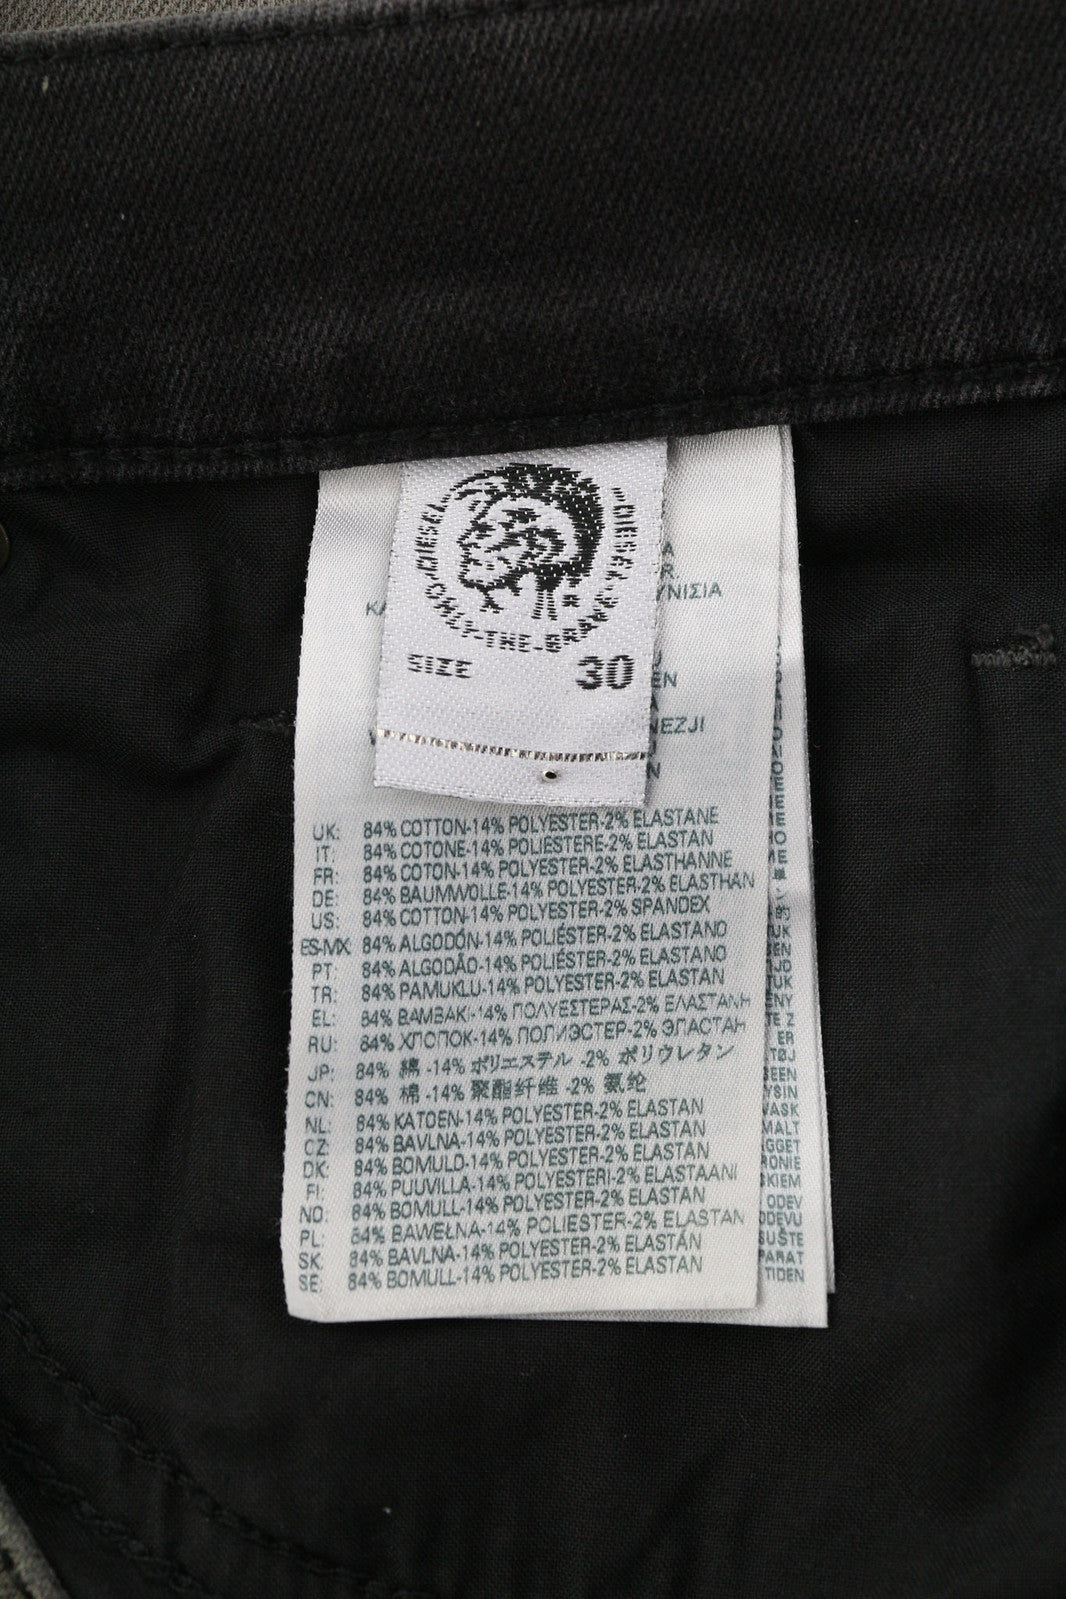 DIESEL
DIESEL
ONLY-THE-BRAVE
SIZE 30
ΥΝΙΣΙΑ
EN
NEZJI
UK: 84% COTTON-14% POLYESTER-2% ELASTANE
IT: 84% COTONE-14% POLIESTERE-2% ELASTAN
FR: 84% COTON-14% POLYESTER-2% ELASTHANNE
DE: 84% BAUMWOLLE-14% POLYESTER-2% ELASTHAN
US: 84% COTTON-14% POLYESTER-2% SPANDEX
ES-MX: 84% ALGODÓN-14% POLIÉSTER-2% ELASTANO
PT: 84% ALGODÃO-14% POLIÉSTER-2% ELASTANO
TR: 84% PAMUKLU-14% POLYESTER-2% ELASTAN
EL: 84% ΒΑΜΒΑΚΙ-14% ΠΟΛΥΕΣΤΕΡΑΣ-2% ΕΛΑΣΤΑΝΗ
RU: 84% ХЛОПОК-14% ПОЛИЭСТЕР-2% ЭЛАСТАН
JP: 84% 綿 -14% ポリエステル -2% ポリウレタン
CN: 84% 棉 -14% 聚酯纤维 -2% 氨纶
NL: 84% KATOEN-14% POLYESTER-2% ELASTAN
CZ: 84% BAVLNA-14% POLYESTER-2% ELASTAN
DK: 84% BOMULD-14% POLYESTER-2% ELASTAN
FI: 84% PUUVILLA-14% POLYESTERI-2% ELASTAANI
NO: 84% BOMULL-14% POLYESTER-2% ELASTAN
PL: 84% BAWEŁNA-14% POLIESTER-2% ELASTAN
SK: 84% BAVLNA-14% POLYESTER-2% ELASTÁN
SE: 84% BOMULL-14% POLYESTER-2% ELASTAN